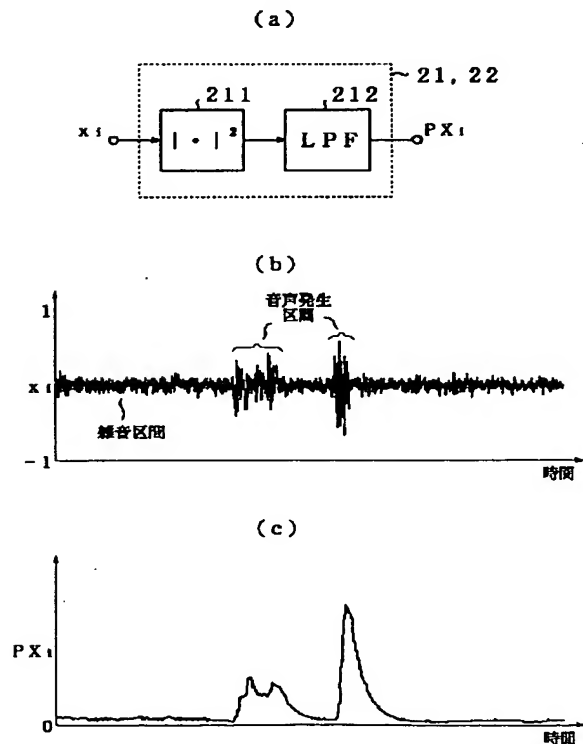 (a)
21, 22
211
212
xi
|・|²
LPF
PXi
(b)
1
音声発生
区間
xi
雑音区間
-1
時間
(c)
PXi
0
時間